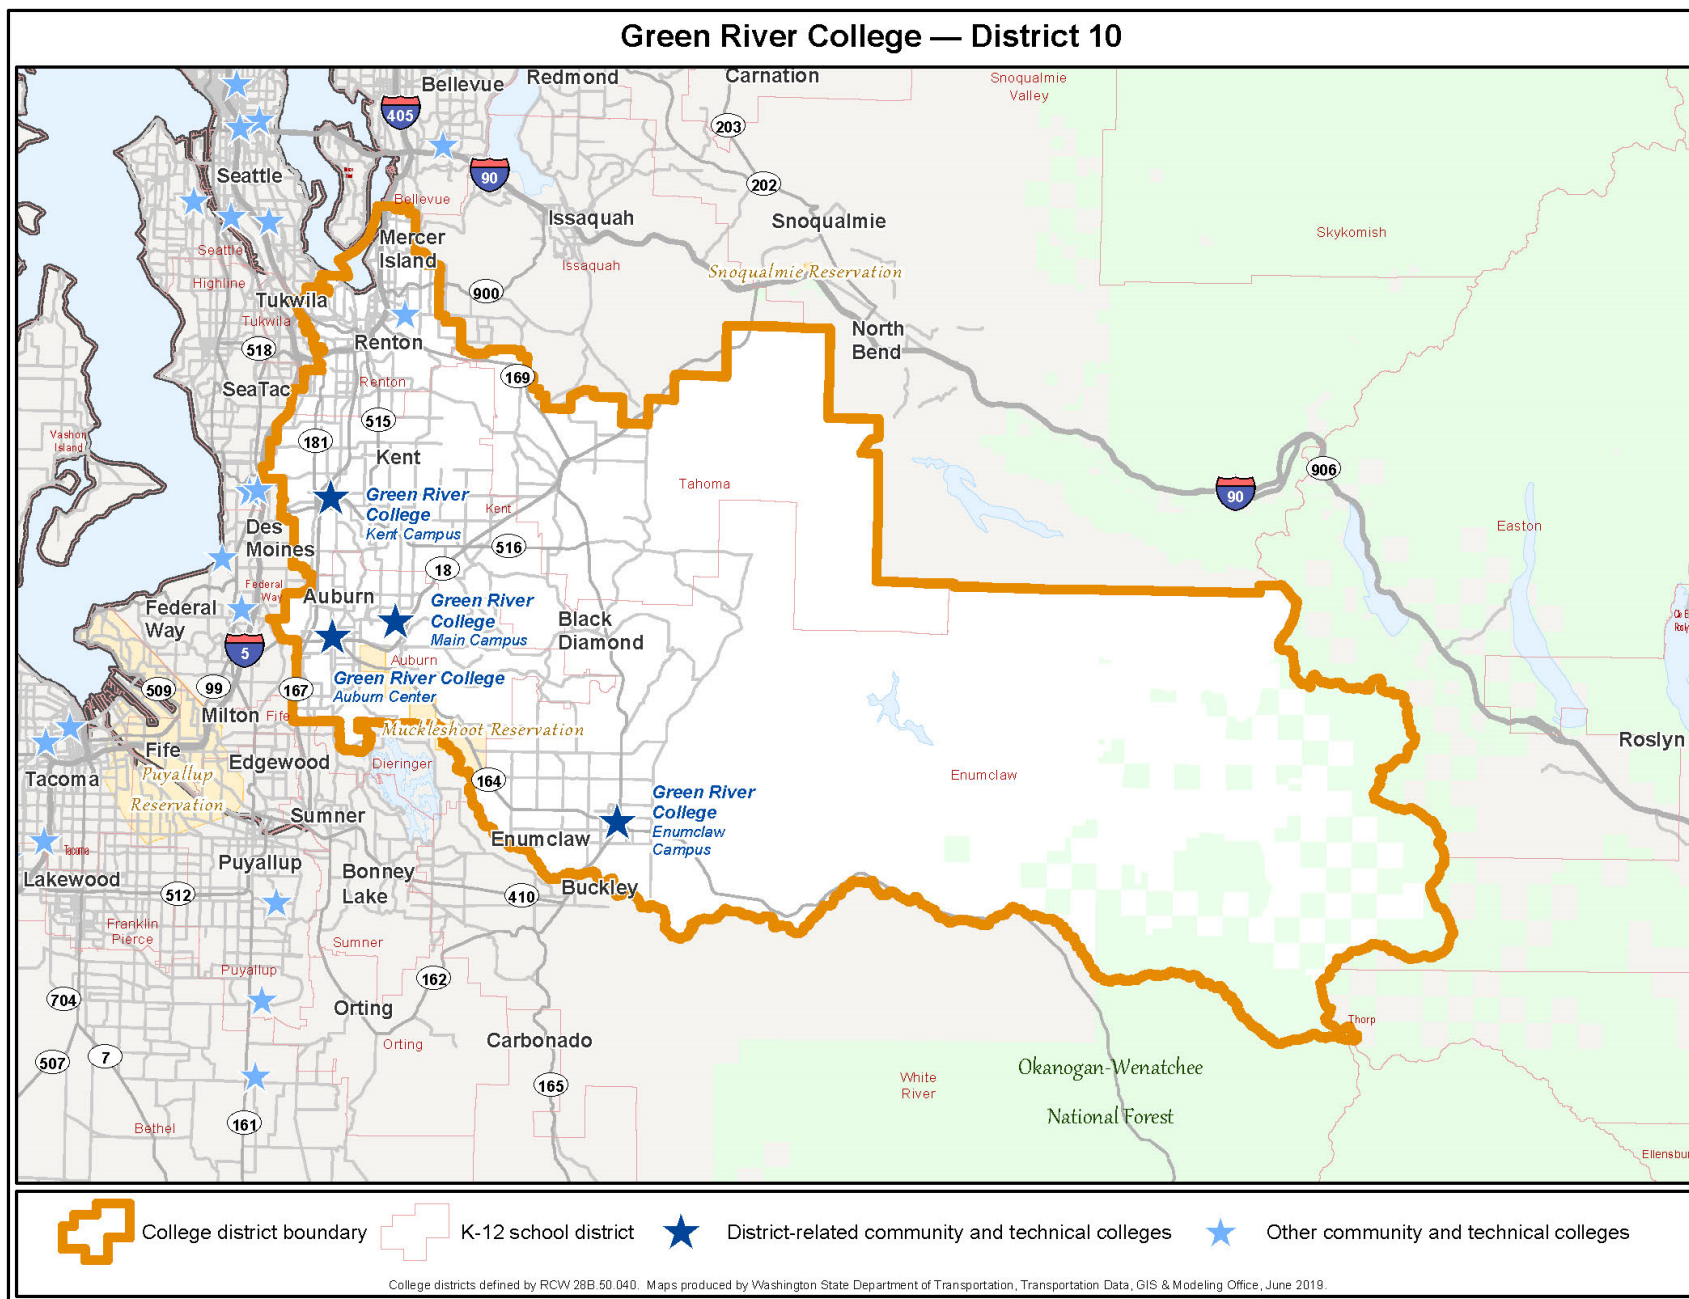 Green River College — District 10
Bellevue
Redmond
Carnation
Snoqualmie
Valley
405
203
Seattle
90
202
Bellevue
Issaquah
Snoqualmie
Skykomish
Mercer
Island
Seattle
Issaquah
Snoqualmie Reservation
Highline
900
Tukwila
Tukwila
North
Bend
Renton
518
169
SeaTac
Renton
515
Vashon
Island
181
Kent
906
90
Tahoma
Green River
College
Kent Campus
Kent
Easton
Des
Moines
516
18
Federal
Way
Auburn
Federal
Way
Green River
College
Main Campus
Black
Diamond
5
Auburn
Green River College
Auburn Center
509
99
167
Milton
Fife
Muckleshoot Reservation
Roslyn
Fife
Edgewood
Dieringer
Tacoma
Puyallup
Reservation
164
Enumclaw
Green River
College
Enumclaw
Campus
Sumner
Enumclaw
Tacoma
Puyallup
Lakewood
Bonney
Lake
512
410
Buckley
Franklin
Pierce
Sumner
Puyallup
162
704
Orting
Thorp
Orting
Carbonado
507
7
165
White
River
Okanogan-Wenatchee
National Forest
161
Bethel
Ellensbu
College district boundary
K-12 school district
District-related community and technical colleges
Other community and technical colleges
College districts defined by RCW 28B.50.040. Maps produced by Washington State Department of Transportation, Transportation Data, GIS & Modeling Office, June 2019.